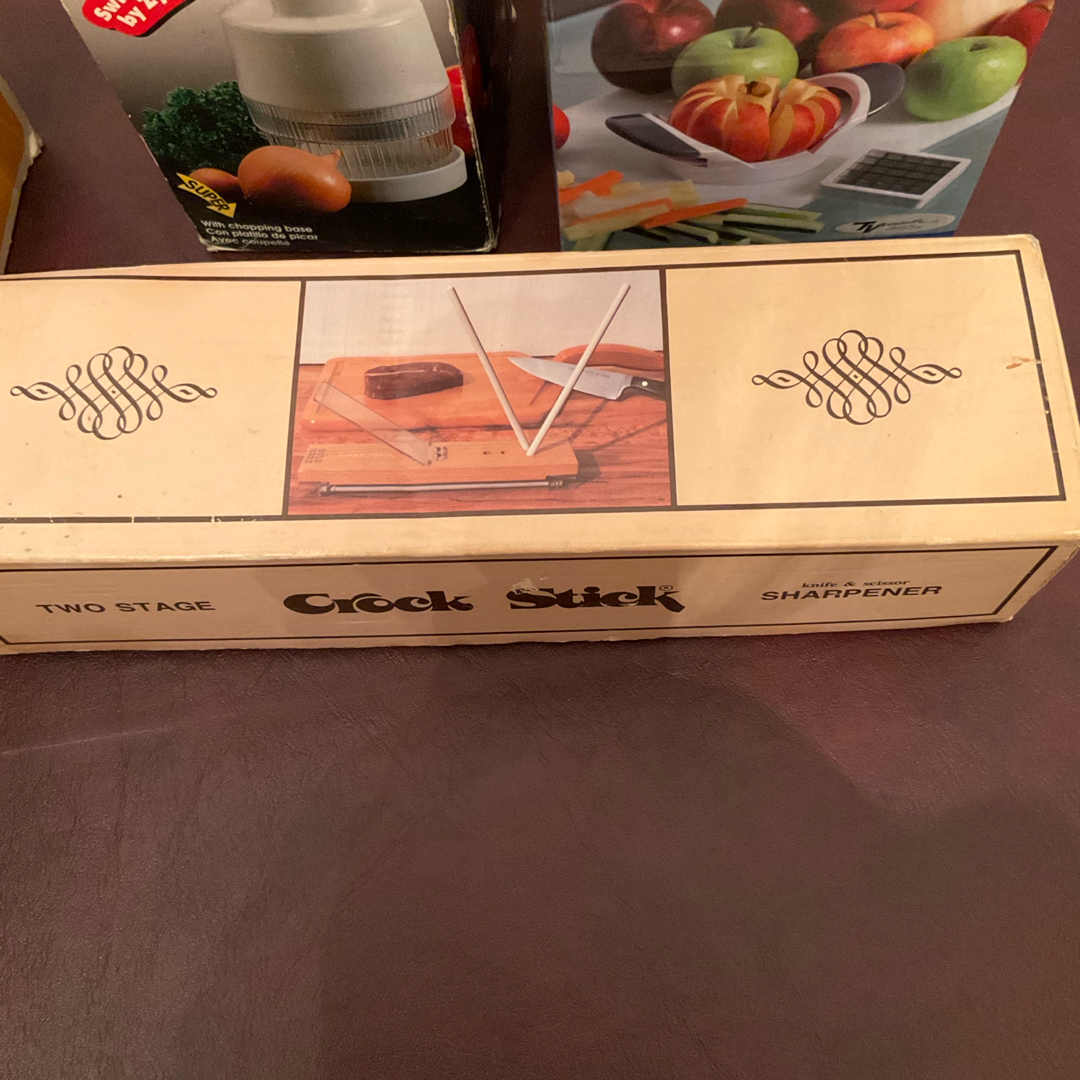 by Zy
SUPER
With chopping base
Con platillo de picar
Avec coupelle
TV
TWO STAGE
Crock Stick®
knife & scissor
SHARPENER